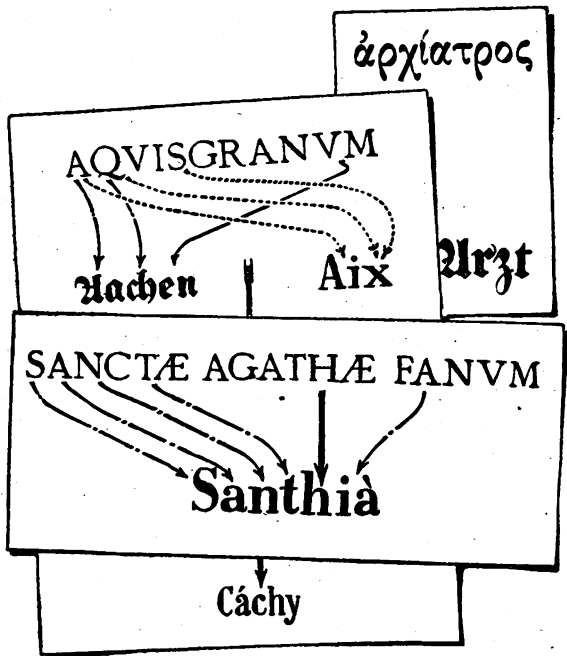 ἀρχίατρος
AQVISGRANVM
Aachen
Aix
Arzt
SANCTÆ AGATHÆ FANVM
Santhià
Cáchy